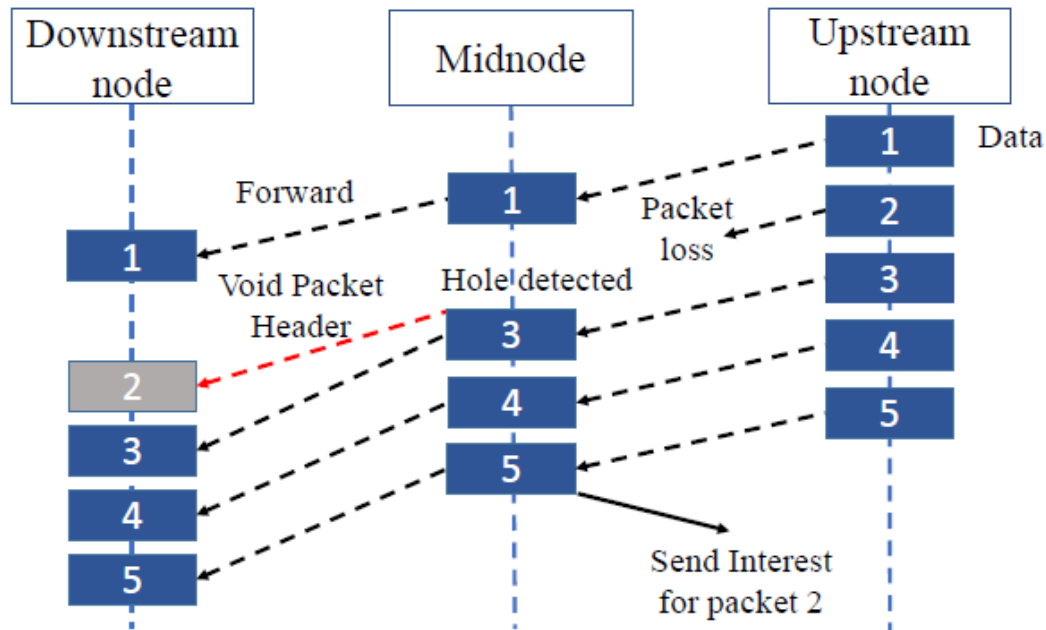 Downstream
node
Midnode
Upstream
node
1
Data
1
Forward
Packet
loss
2
1
Void Packet
Header
Hole detected
3
3
2
4
4
3
5
5
4
5
Send Interest
for packet 2